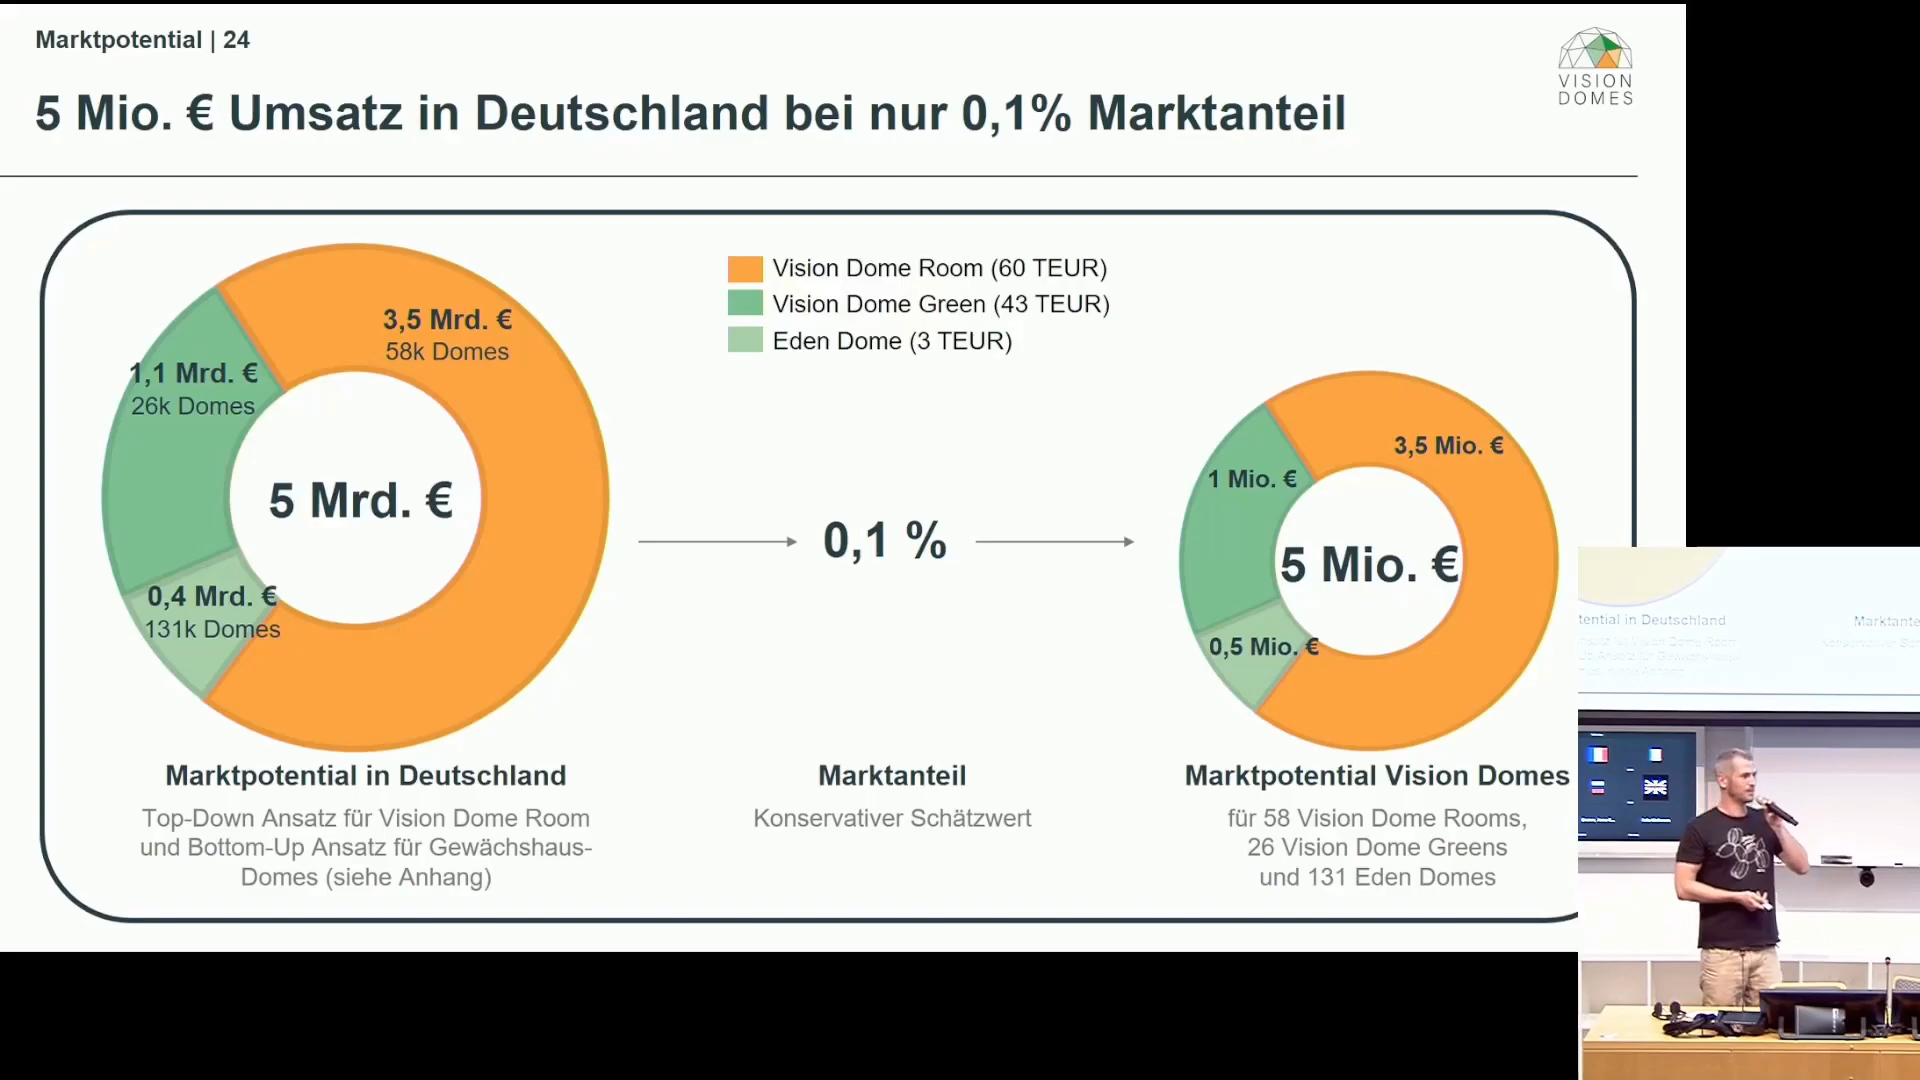 Marktpotential | 24
VISION
DOMES
5 Mio. € Umsatz in Deutschland bei nur 0,1% Marktanteil
Vision Dome Room (60 TEUR)
Vision Dome Green (43 TEUR)
Eden Dome (3 TEUR)
3,5 Mrd. €
58k Domes
1,1 Mrd. €
26k Domes
5 Mrd. €
0,4 Mrd. €
131k Domes
0,1 %
3,5 Mio. €
1 Mio. €
5 Mio. €
0,5 Mio. €
Marktpotential in Deutschland
Top-Down Ansatz für Vision Dome Room
und Bottom-Up Ansatz für Gewächshaus-
Domes (siehe Anhang)
Marktanteil
Konservativer Schätzwert
Marktpotential Vision Domes
für 58 Vision Dome Rooms,
26 Vision Dome Greens
und 131 Eden Domes
tential in Deutschland
Marktante